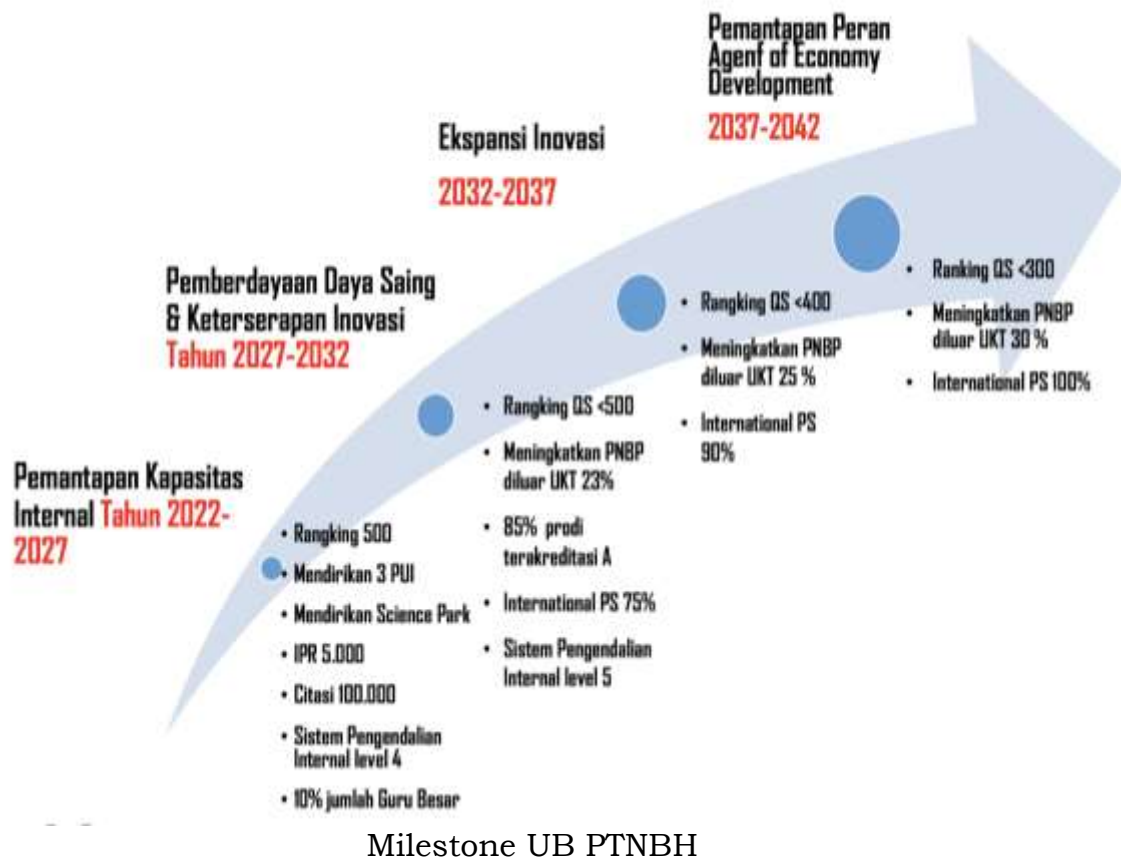 Pemantapan Peran
Agenf of Economy
Development
2037-2042
Ekspansi Inovasi
2032-2037
Pemberdayaan Daya Saing
& Keterserapan Inovasi
Tahun 2027-2032
Pemantapan Kapasitas
Internal Tahun 2022-
2027
• Rangking 500
• Mendirikan 3 PUI
• Mendirikan Science Park
• IPR 5.000
• Citasi 100.000
• Sistem Pengendalian
Internal level 4
• 10% jumlah Guru Besar
• Rangking QS <500
• Meningkatkan PNBP
diluar UKT 23%
• 85% prodi
terakreditasi A
• International PS 75%
• Sistem Pengendalian
Internal level 5
• Rangking QS <400
• Meningkatkan PNBP
diluar UKT 25 %
• International PS
90%
• Ranking QS <300
• Meningkatkan PNBP
diluar UKT 30 %
• International PS 100%
Milestone UB PTNBH